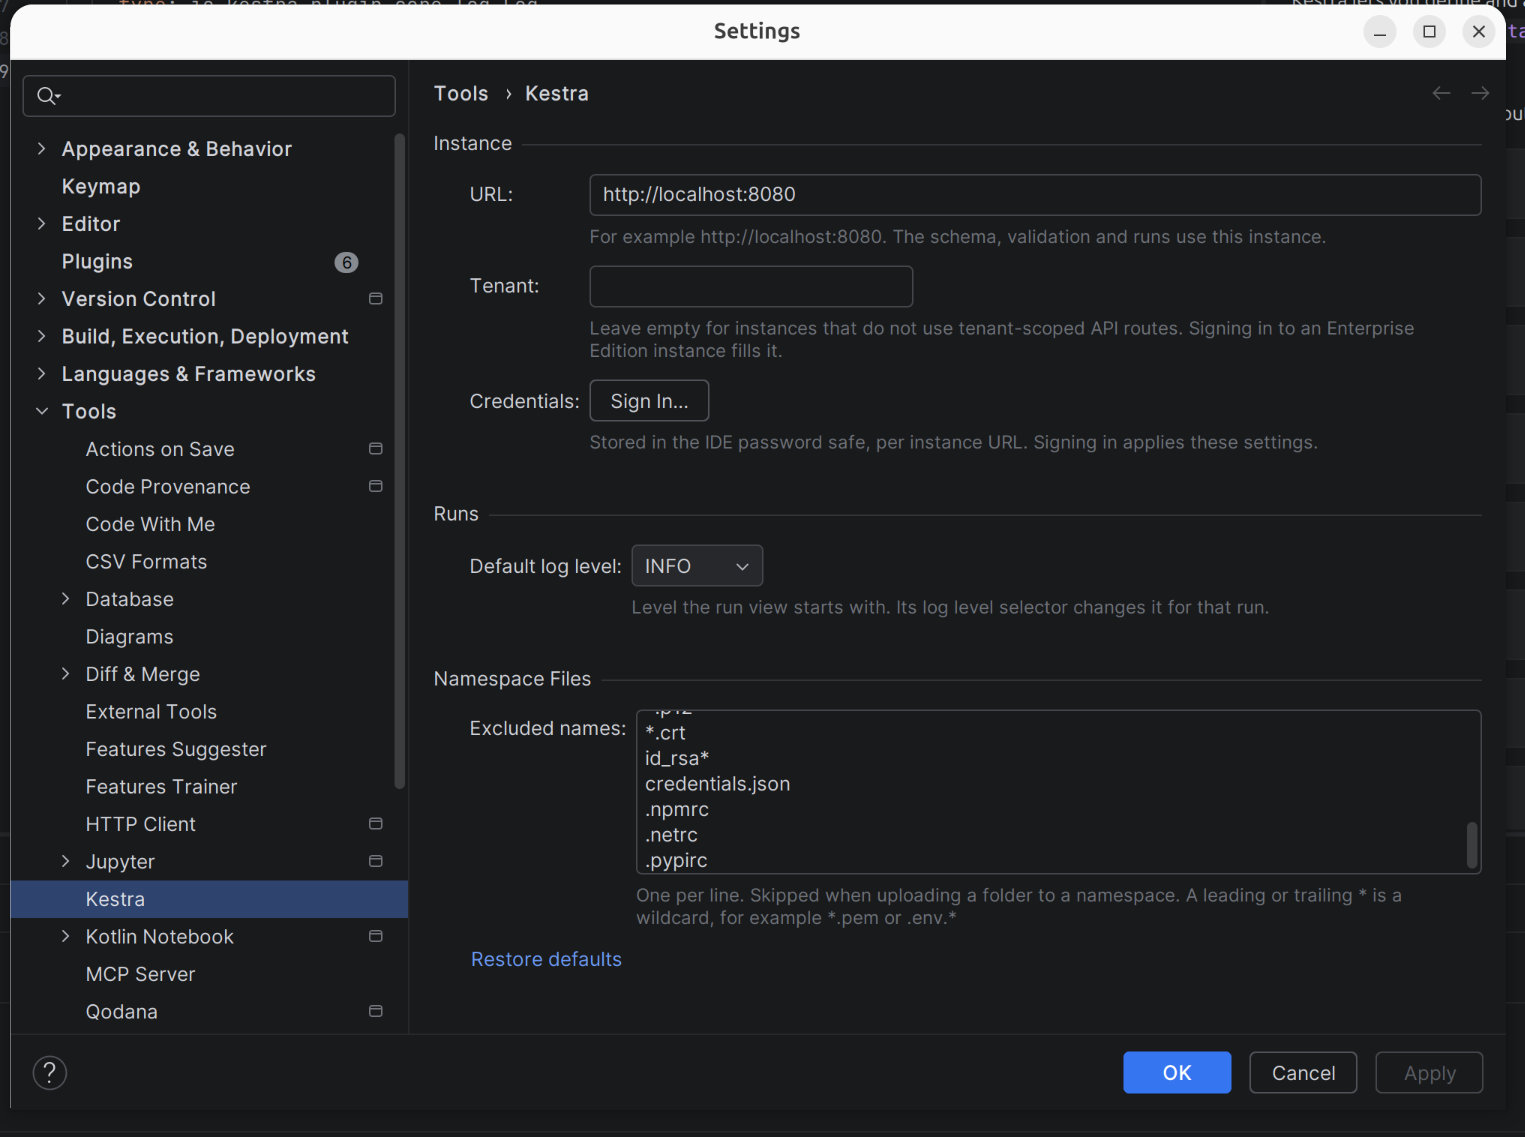 type: io.kestra.plugin.core.log.Log
Settings
Tools › Kestra
Appearance & Behavior
Keymap
Editor
Plugins
6
Version Control
Build, Execution, Deployment
Languages & Frameworks
Tools
Actions on Save
Code Provenance
Code With Me
CSV Formats
Database
Diagrams
Diff & Merge
External Tools
Features Suggester
Features Trainer
HTTP Client
Jupyter
Kestra
Kotlin Notebook
MCP Server
Qodana
Instance
URL:
http://localhost:8080
For example http://localhost:8080. The schema, validation and runs use this instance.
Tenant:
Leave empty for instances that do not use tenant-scoped API routes. Signing in to an Enterprise
Edition instance fills it.
Credentials:
Sign In...
Stored in the IDE password safe, per instance URL. Signing in applies these settings.
Runs
Default log level:
INFO
Level the run view starts with. Its log level selector changes it for that run.
Namespace Files
Excluded names:
*.p12
*.crt
id_rsa*
credentials.json
.npmrc
.netrc
.pypirc
One per line. Skipped when uploading a folder to a namespace. A leading or trailing * is a
wildcard, for example *.pem or .env.*
Restore defaults
?
OK
Cancel
Apply